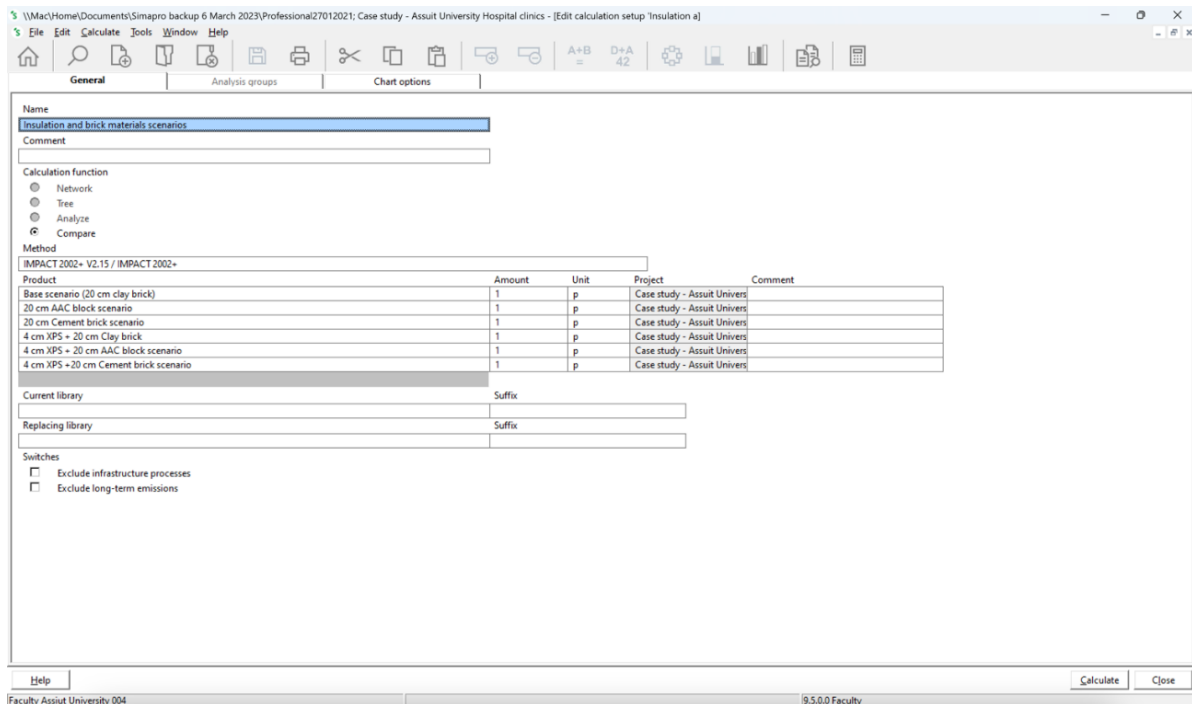 \\Mac\Home\Documents\Simapro backup 6 March 2023\Professional27012021; Case study - Assuit University Hospital clinics - [Edit calculation setup 'Insulation a]
File Edit Calculate Tools Window Help
A+B = D+A 42
General Analysis groups Chart options
Name
Insulation and brick materials scenarios
Comment
Calculation function
Network
Tree
Analyze
Compare
Method
IMPACT 2002+ V2.15 / IMPACT 2002+
Product Amount Unit Project Comment
Base scenario (20 cm clay brick) 1 p Case study - Assuit Univers
20 cm AAC block scenario 1 p Case study - Assuit Univers
20 cm Cement brick scenario 1 p Case study - Assuit Univers
4 cm XPS + 20 cm Clay brick 1 p Case study - Assuit Univers
4 cm XPS + 20 cm AAC block scenario 1 p Case study - Assuit Univers
4 cm XPS +20 cm Cement brick scenario 1 p Case study - Assuit Univers
Current library Suffix
Replacing library Suffix
Switches
Exclude infrastructure processes
Exclude long-term emissions
Help Calculate Close
Faculty Assiut University 004 9.5.0.0 Faculty